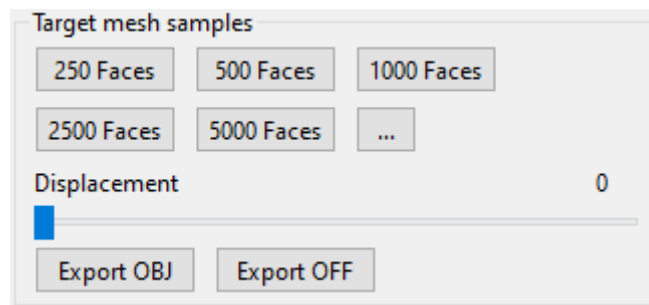 Target mesh samples
250 Faces 500 Faces 1000 Faces
2500 Faces 5000 Faces ...
Displacement 0
Export OBJ Export OFF